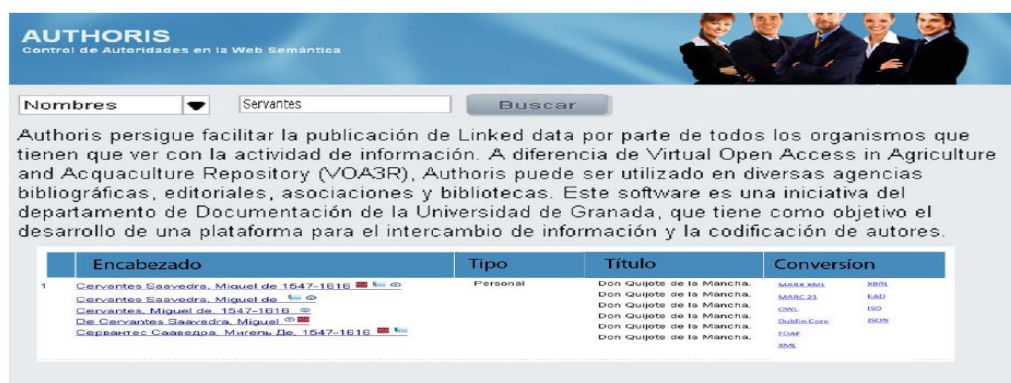 AUTHORIS
Control de Autoridades en la Web Semántica
Nombres Servantes Buscar
Authoris persigue facilitar la publicación de Linked data por parte de todos los organismos que
tienen que ver con la actividad de información. A diferencia de Virtual Open Access in Agriculture
and Acquaculture Repository (VOA3R), Authoris puede ser utilizado en diversas agencias
bibliográficas, editoriales, asociaciones y bibliotecas. Este software es una iniciativa del
departamento de Documentación de la Universidad de Granada, que tiene como objetivo el
desarrollo de una plataforma para el intercambio de información y la codificación de autores.
Encabezado Tipo Título Conversion
1 Cervantes Saavedra, Miguel de 1547-1616 Personal Don Quijote de la Mancha. XML XBRL
Cervantes Saavedra, Miguel de Don Quijote de la Mancha. MARC 21 EAD
Cervantes, Miguel de, 1547-1616 Don Quijote de la Mancha. OWL ISO
De Cervantes Saavedra, Miguel Don Quijote de la Mancha. Dublin Core JSON
Сервантес Сааведра, Мигель Де, 1547-1616 Don Quijote de la Mancha.
Don Quijote de la Mancha.
XML